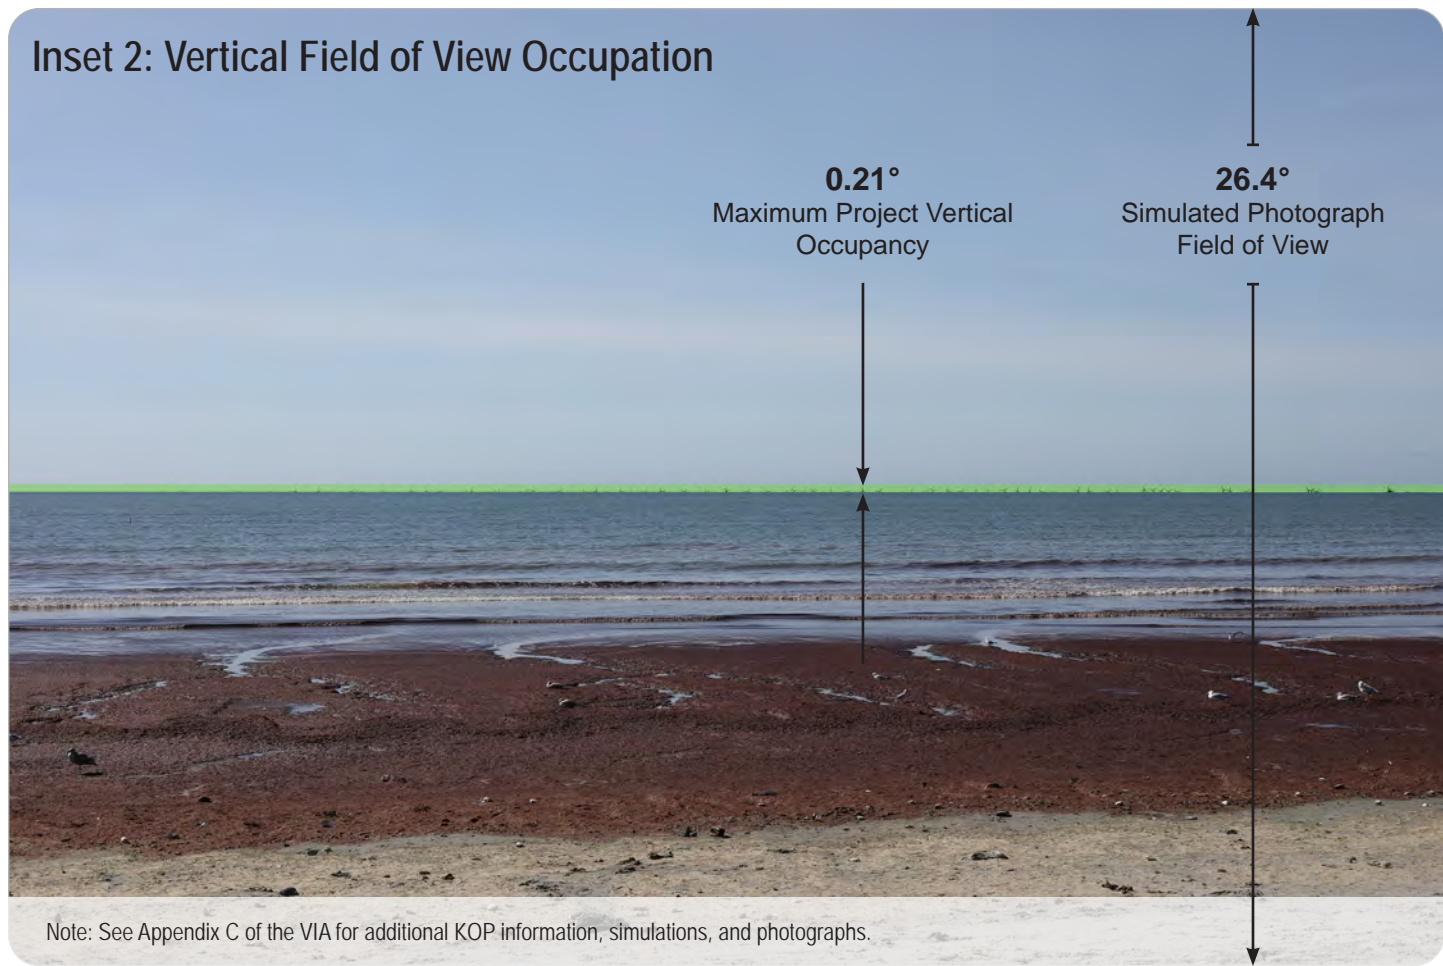 Inset 2: Vertical Field of View Occupation
0.21°
Maximum Project Vertical
Occupancy
26.4°
Simulated Photograph
Field of View
Note: See Appendix C of the VIA for additional KOP information, simulations, and photographs.